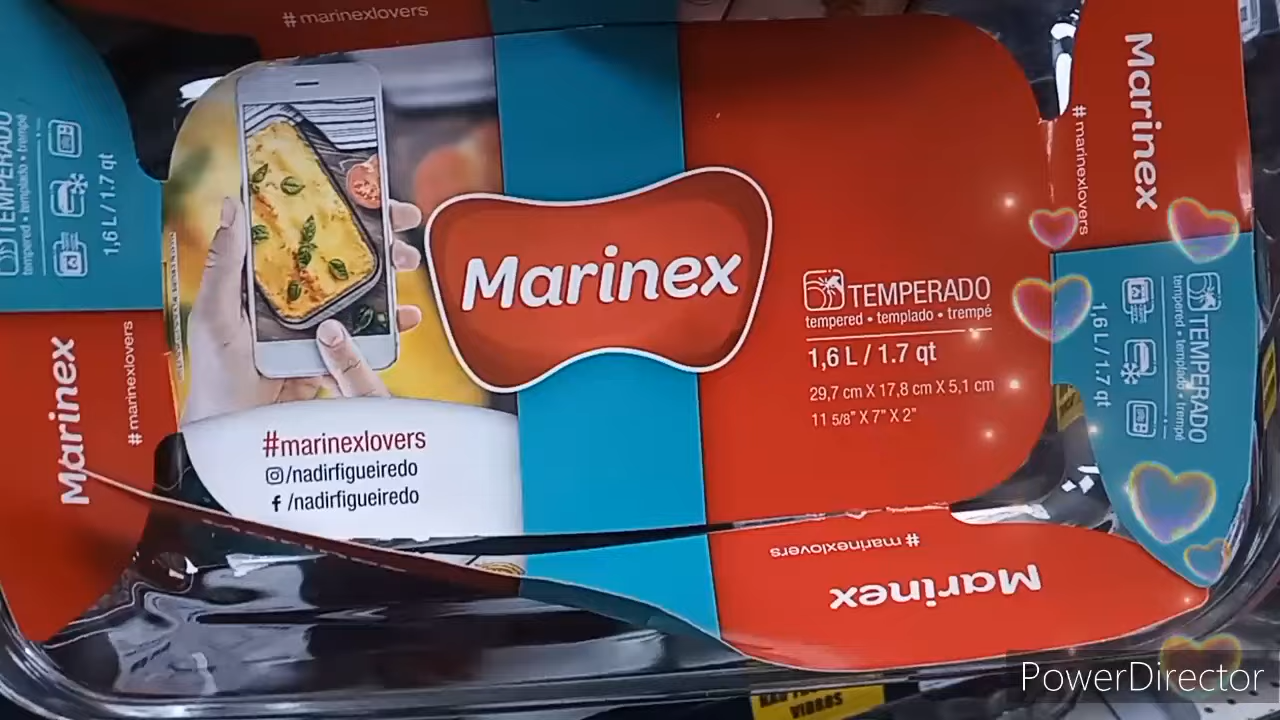 #marinexlovers
Marinex
#marinexlovers
TEMPERADO
tempered • templado • trempé
1,6 L / 1.7 qt
Marinex
TEMPERADO
tempered • templado • trempé
1,6 L / 1.7 qt
29,7 cm X 17,8 cm X 5,1 cm
11 5/8" X 7" X 2"
TEMPERADO
tempered • templado • trempé
1,6 L / 1.7 qt
#marinexlovers
/nadirfigueiredo
/nadirfigueiredo
Marinex
#marinexlovers
#marinexlovers
Marinex
VIDROS
PowerDirector